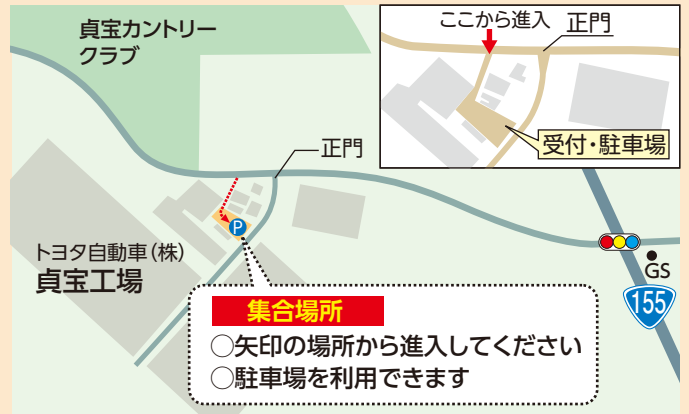 貞宝カントリー
クラブ
ここから進入
正門
受付・駐車場
正門
P
トヨタ自動車(株)
貞宝工場
GS
155
集合場所
○矢印の場所から進入してください
○駐車場を利用できます